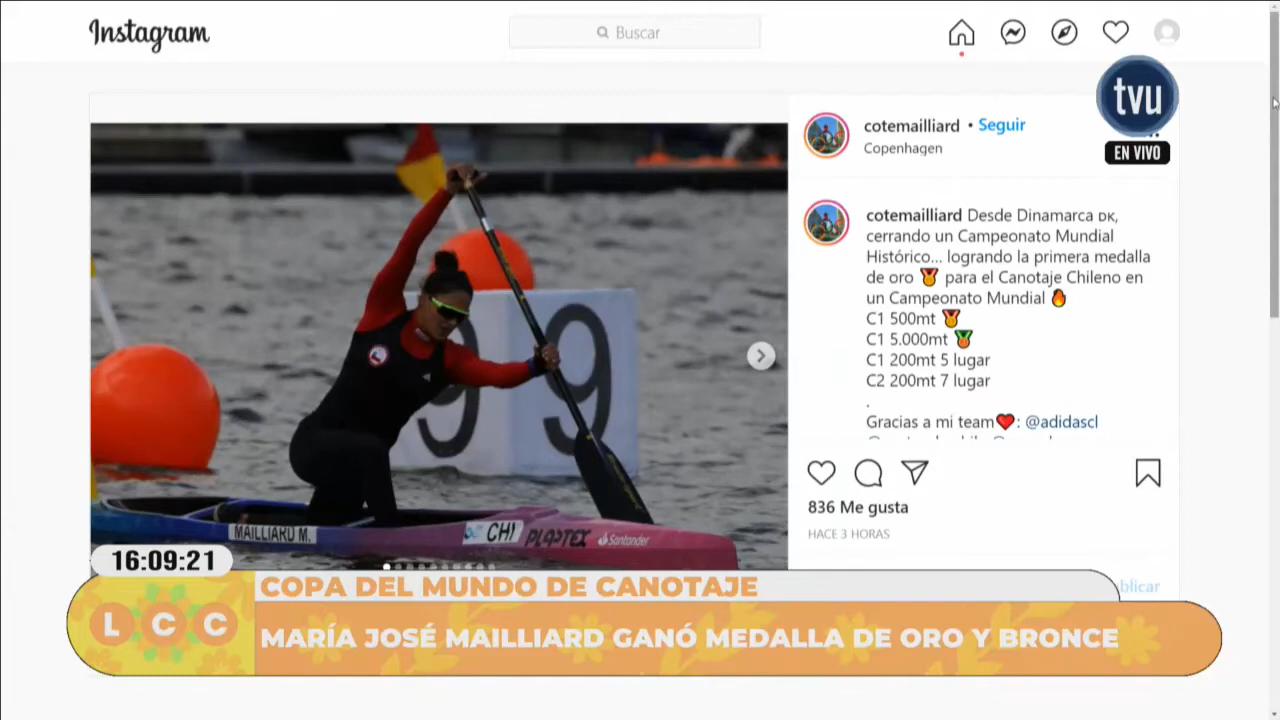 Instagram
Buscar
tvu
EN VIVO
cotemailliard • Seguir
Copenhagen
cotemailliard Desde Dinamarca DK,
cerrando un Campeonato Mundial
Histórico... logrando la primera medalla
de oro 🏅 para el Canotaje Chileno en
un Campeonato Mundial 🔥
C1 500mt 🏅
C1 5.000mt 🏅
C1 200mt 5 lugar
C2 200mt 7 lugar
.
Gracias a mi team❤️: @adidascl
836 Me gusta
HACE 3 HORAS
blicar
99
MAILLIARD M.
CHI
PLASTEX
Santander
16:09:21
LCC
COPA DEL MUNDO DE CANOTAJE
MARÍA JOSÉ MAILLIARD GANÓ MEDALLA DE ORO Y BRONCE